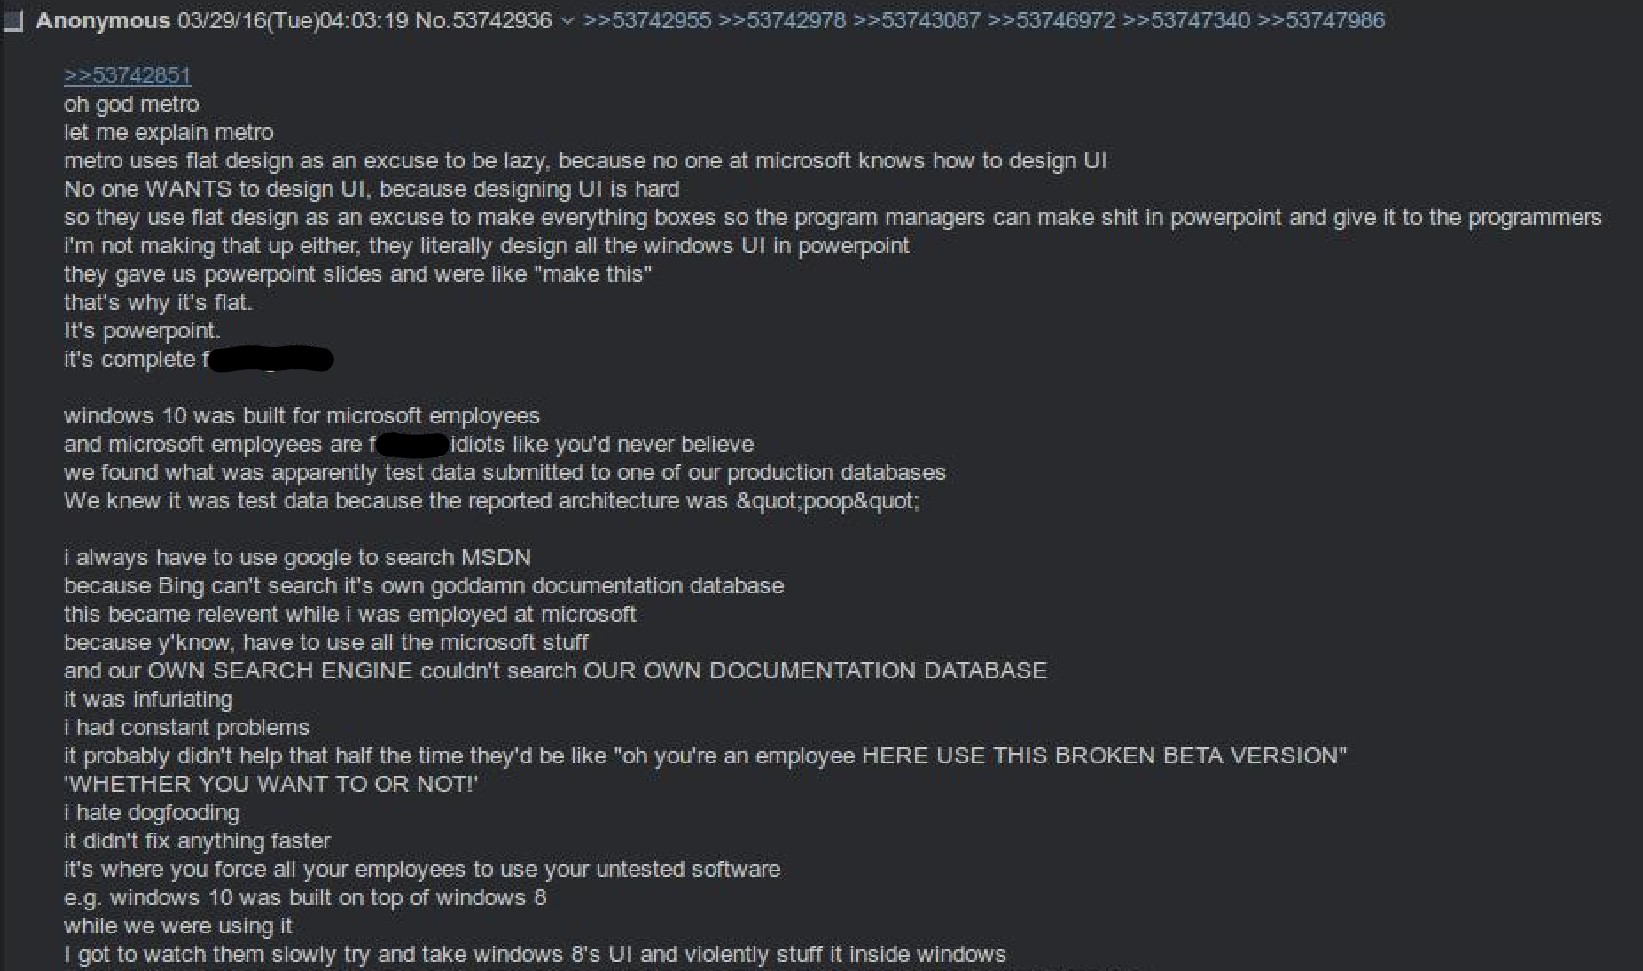 Anonymous 03/29/16(Tue)04:03:19 No.53742936 >>53742955 >>53742978 >>53743087 >>53746972 >>53747340 >>53747986
>>53742851
oh god metro
let me explain metro
metro uses flat design as an excuse to be lazy, because no one at microsoft knows how to design UI
No one WANTS to design UI, because designing UI is hard
so they use flat design as an excuse to make everything boxes so the program managers can make shit in powerpoint and give it to the programmers
i'm not making that up either, they literally design all the windows UI in powerpoint
they gave us powerpoint slides and were like "make this"
that's why it's flat.
It's powerpoint.
it's complete f
windows 10 was built for microsoft employees
and microsoft employees are f idiots like you'd never believe
we found what was apparently test data submitted to one of our production databases
We knew it was test data because the reported architecture was &quot;poop&quot;
i always have to use google to search MSDN
because Bing can't search it's own goddamn documentation database
this became relevent while i was employed at microsoft
because y'know, have to use all the microsoft stuff
and our OWN SEARCH ENGINE couldn't search OUR OWN DOCUMENTATION DATABASE
it was infuriating
i had constant problems
it probably didn't help that half the time they'd be like "oh you're an employee HERE USE THIS BROKEN BETA VERSION"
'WHETHER YOU WANT TO OR NOT!'
i hate dogfooding
it didn't fix anything faster
it's where you force all your employees to use your untested software
e.g. windows 10 was built on top of windows 8
while we were using it
I got to watch them slowly try and take windows 8's UI and violently stuff it inside windows